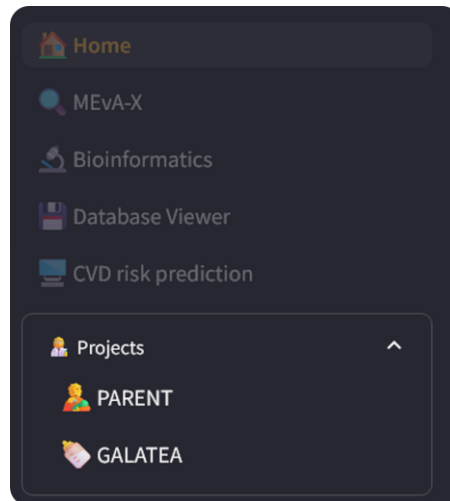 Home
MEvA-X
Bioinformatics
Database Viewer
CVD risk prediction
Projects
PARENT
GALATEA